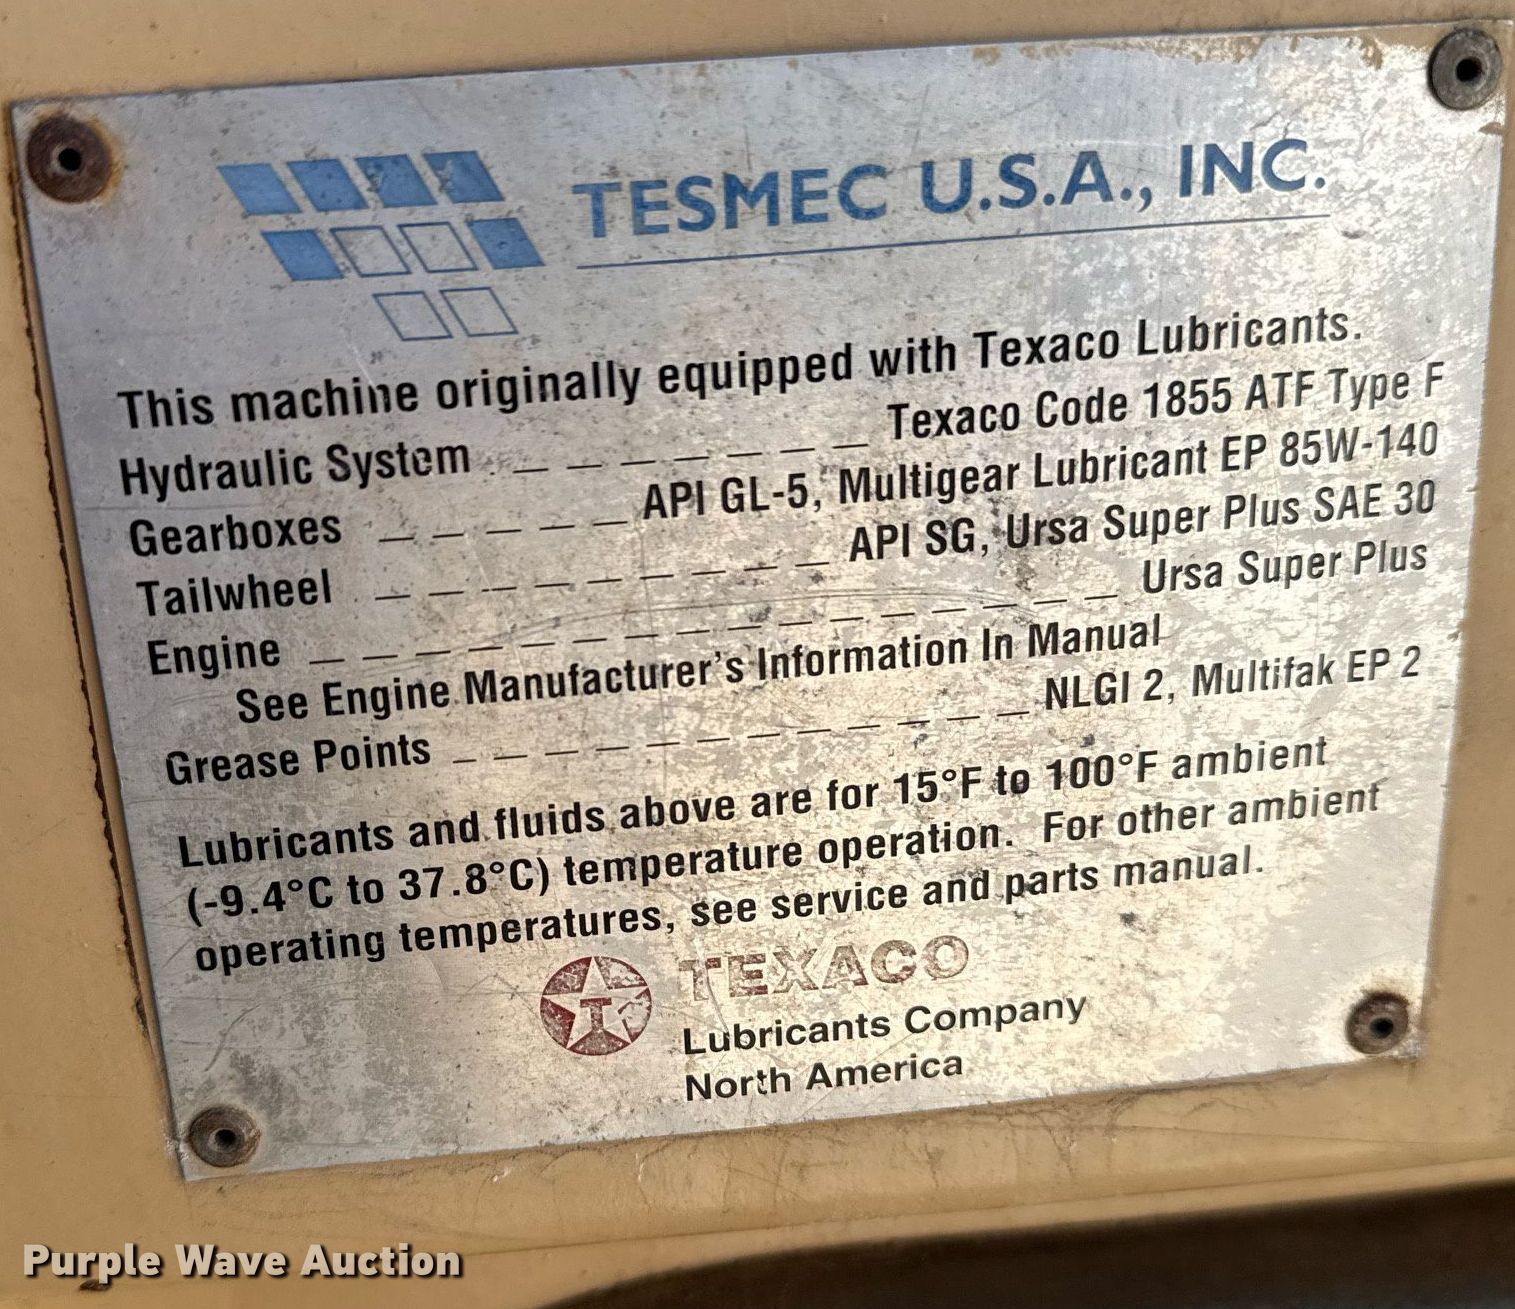 TESMEC U.S.A., INC.
This machine originally equipped with Texaco Lubricants.
Hydraulic System _ _ _ _ _ _ _ Texaco Code 1855 ATF Type F
Gearboxes _ _ _ _ _ API GL-5, Multigear Lubricant EP 85W-140
Tailwheel _ _ _ _ _ _ _ _ _ API SG, Ursa Super Plus SAE 30
Engine _ _ _ _ _ _ _ _ _ _ _ _ _ _ _ _ Ursa Super Plus
See Engine Manufacturer's Information In Manual
Grease Points _ _ _ _ _ _ _ _ _ _ _ _ NLGI 2, Multifak EP 2
Lubricants and fluids above are for 15°F to 100°F ambient
(-9.4°C to 37.8°C) temperature operation. For other ambient
operating temperatures, see service and parts manual.
T TEXACO
Lubricants Company
North America
Purple Wave Auction